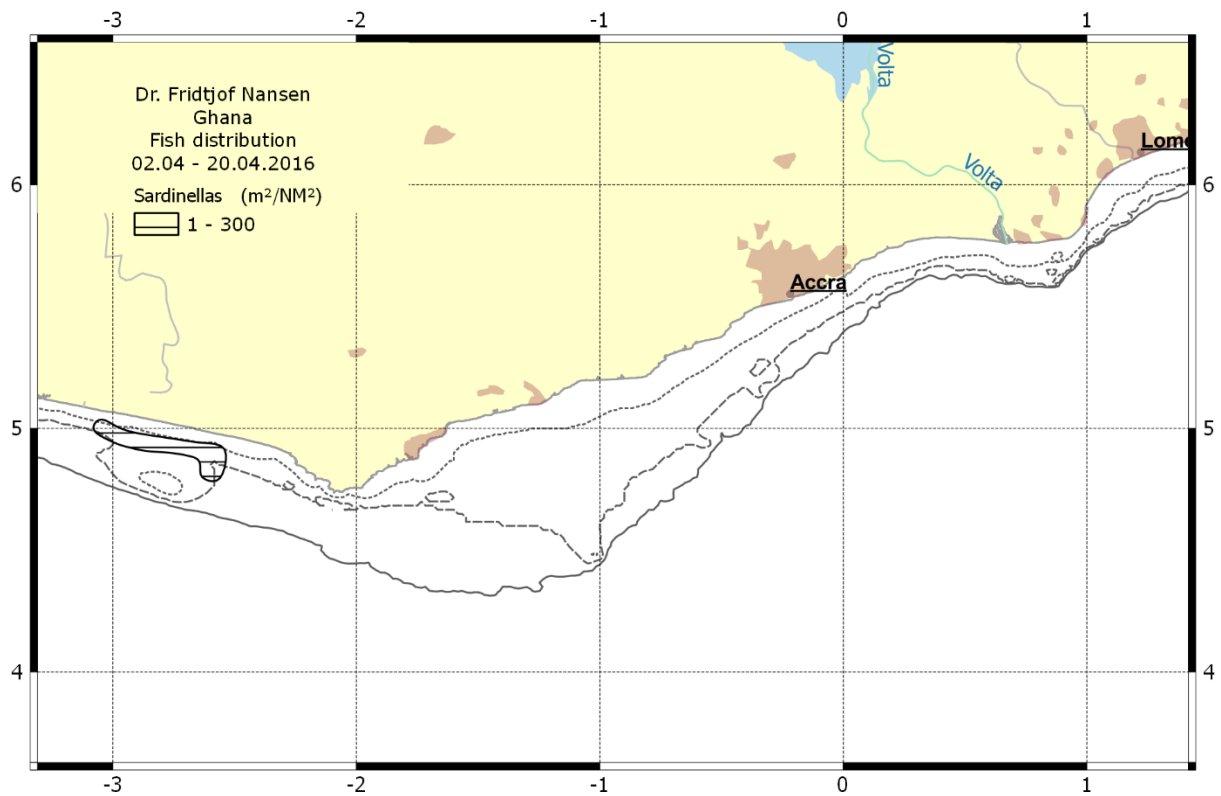 -3 -2 -1 0 1
Dr. Fridtjof Nansen
Ghana
Fish distribution
02.04 - 20.04.2016
Sardinellas (m²/NM²)
1 - 300
Volta
Volta
Lome
6 6
Accra
5 5
4 4
-3 -2 -1 0 1